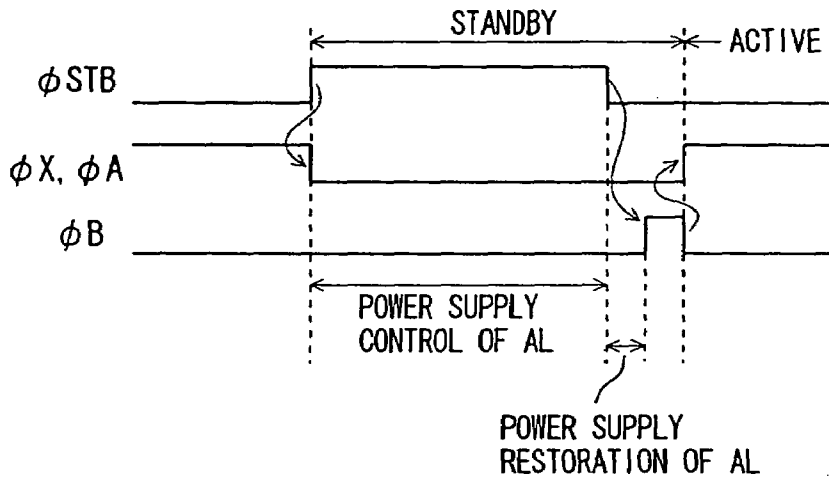 STANDBY
ACTIVE
ϕSTB
ϕX, ϕA
ϕB
POWER SUPPLY
CONTROL OF AL
POWER SUPPLY
RESTORATION OF AL